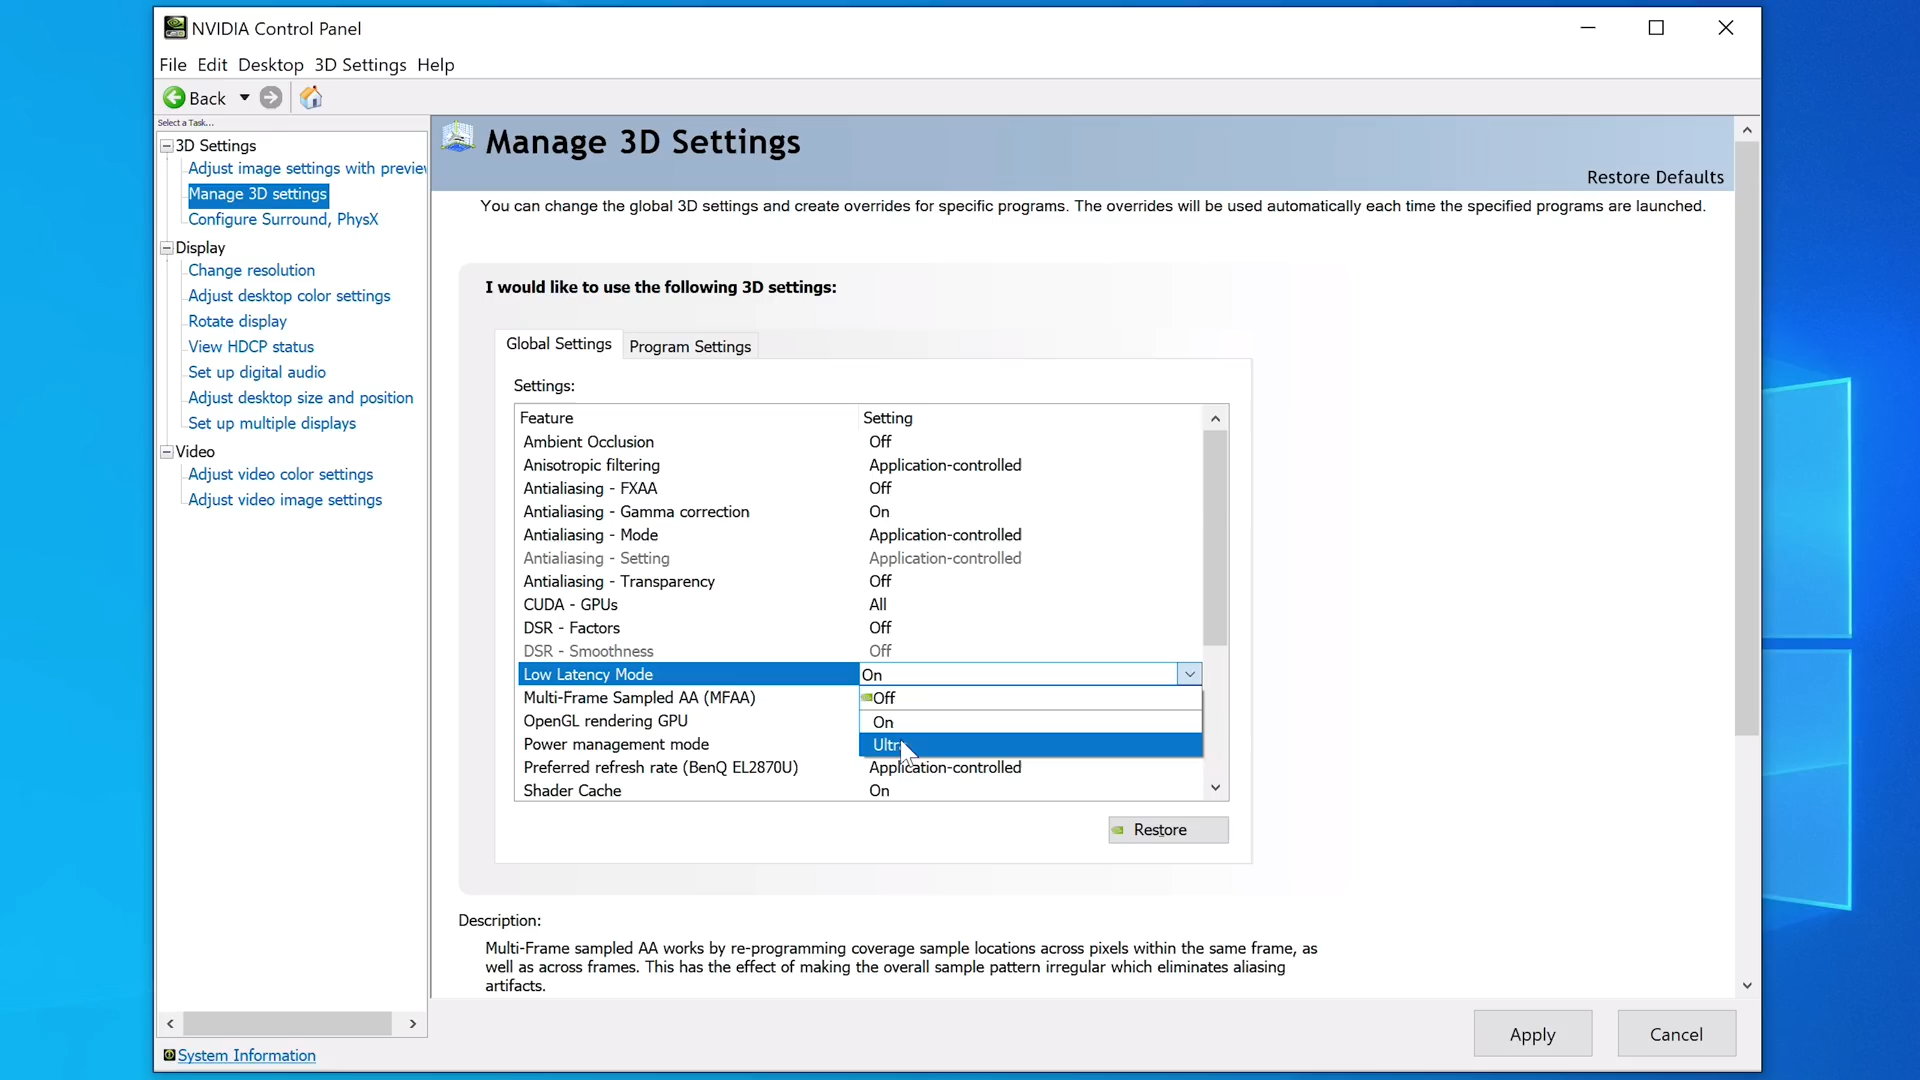 NVIDIA Control Panel
File Edit Desktop 3D Settings Help
Back
Select a Task...
3D Settings
Adjust image settings with preview
Manage 3D settings
Configure Surround, PhysX
Display
Change resolution
Adjust desktop color settings
Rotate display
View HDCP status
Set up digital audio
Adjust desktop size and position
Set up multiple displays
Video
Adjust video color settings
Adjust video image settings
System Information
Manage 3D Settings
Restore Defaults
You can change the global 3D settings and create overrides for specific programs. The overrides will be used automatically each time the specified programs are launched.
I would like to use the following 3D settings:
Global Settings Program Settings
Settings:
Feature Setting
Ambient Occlusion Off
Anisotropic filtering Application-controlled
Antialiasing - FXAA Off
Antialiasing - Gamma correction On
Antialiasing - Mode Application-controlled
Antialiasing - Setting Application-controlled
Antialiasing - Transparency Off
CUDA - GPUs All
DSR - Factors Off
DSR - Smoothness Off
Low Latency Mode On
Multi-Frame Sampled AA (MFAA) Off
OpenGL rendering GPU On
Power management mode Ultra
Preferred refresh rate (BenQ EL2870U) Application-controlled
Shader Cache On
Restore
Description:
Multi-Frame sampled AA works by re-programming coverage sample locations across pixels within the same frame, as
well as across frames. This has the effect of making the overall sample pattern irregular which eliminates aliasing
artifacts.
Apply Cancel